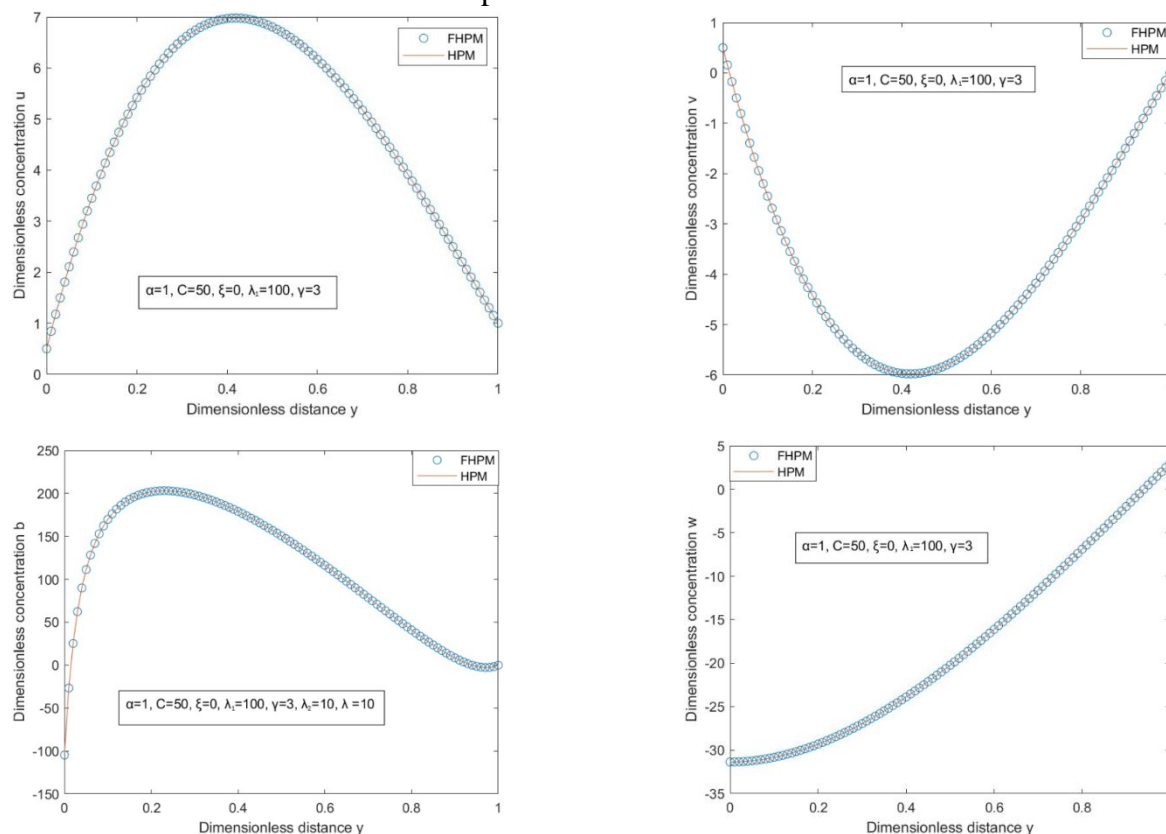 7
6
5
4
3
2
1
0
Dimensionless concentration u
FHPM
HPM
α=1, C=50, ξ=0, λ₁=100, γ=3
0 0.2 0.4 0.6 0.8 1
Dimensionless distance y
1
0
-1
-2
-3
-4
-5
-6
Dimensionless concentration v
FHPM
HPM
α=1, C=50, ξ=0, λ₁=100, γ=3
0 0.2 0.4 0.6 0.8
Dimensionless distance y
250
200
150
100
50
0
-50
-100
-150
Dimensionless concentration b
FHPM
HPM
α=1, C=50, ξ=0, λ₁=100, γ=3, λ₂=10, λ =10
0 0.2 0.4 0.6 0.8 1
Dimensionless distance y
5
0
-5
-10
-15
-20
-25
-30
-35
Dimensionless concentration w
FHPM
HPM
α=1, C=50, ξ=0, λ₁=100, γ=3
0 0.2 0.4 0.6 0.8
Dimensionless distance y